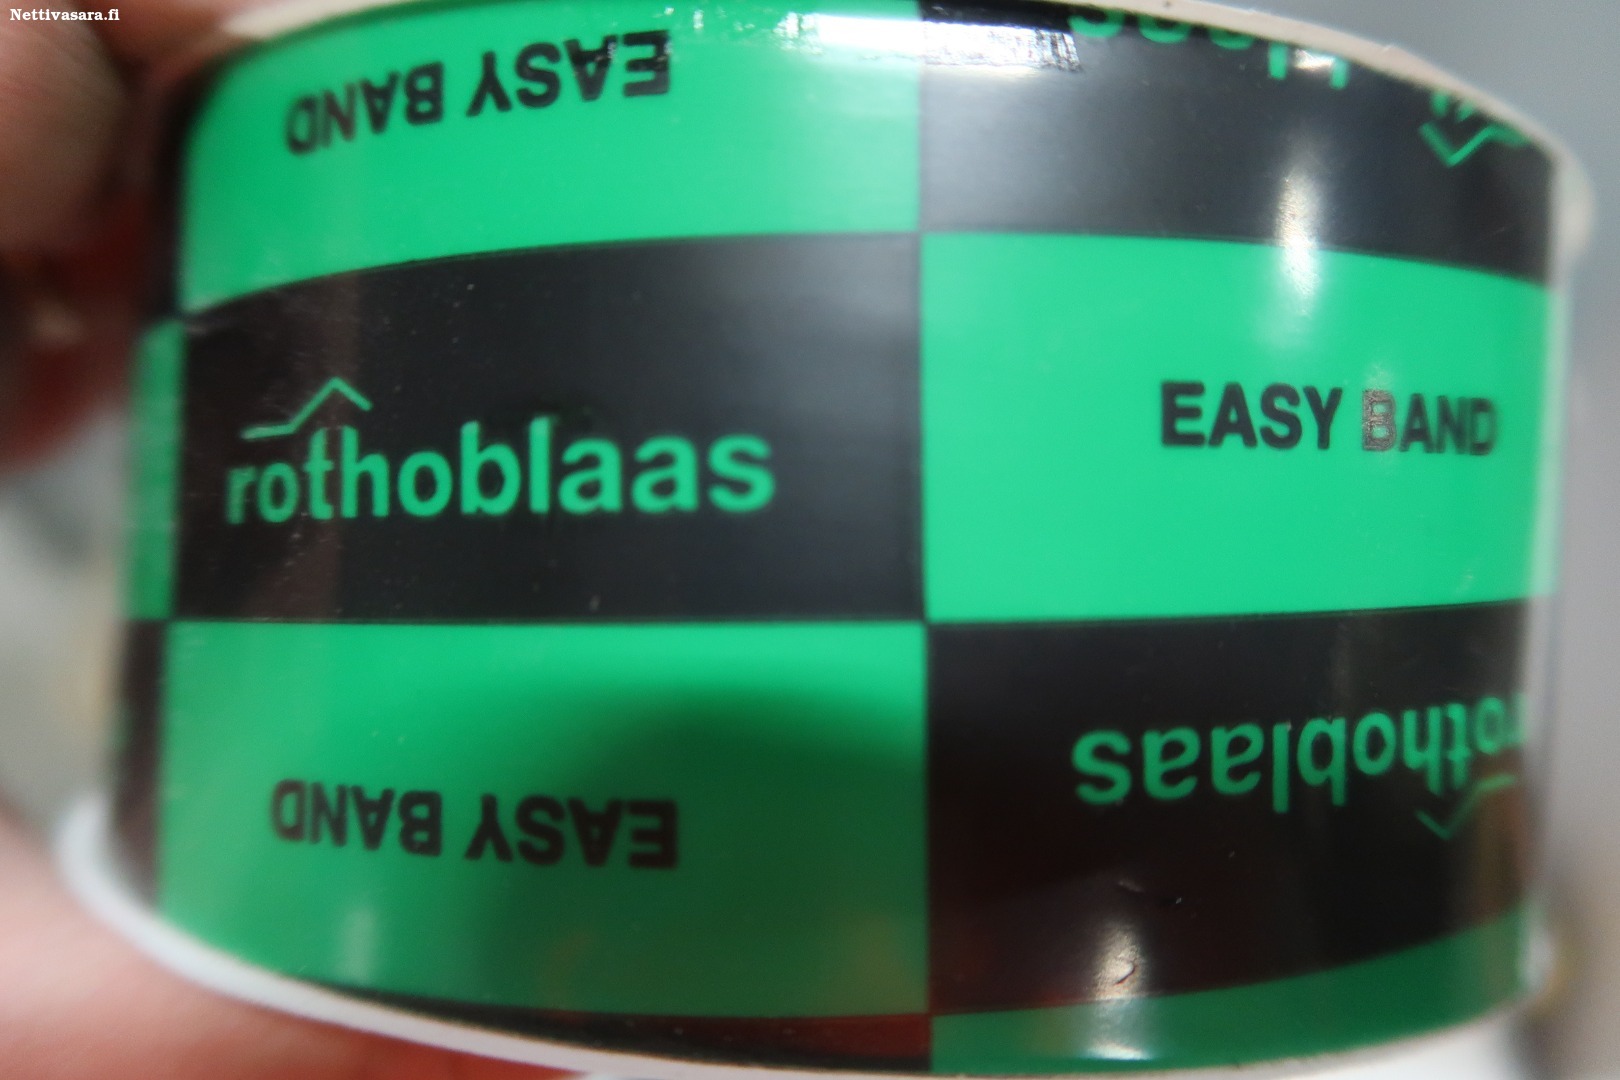 Nettivasara.fi
EASY BAND
rothoblaas
EASY BAND
EASY BAND
rothoblaas